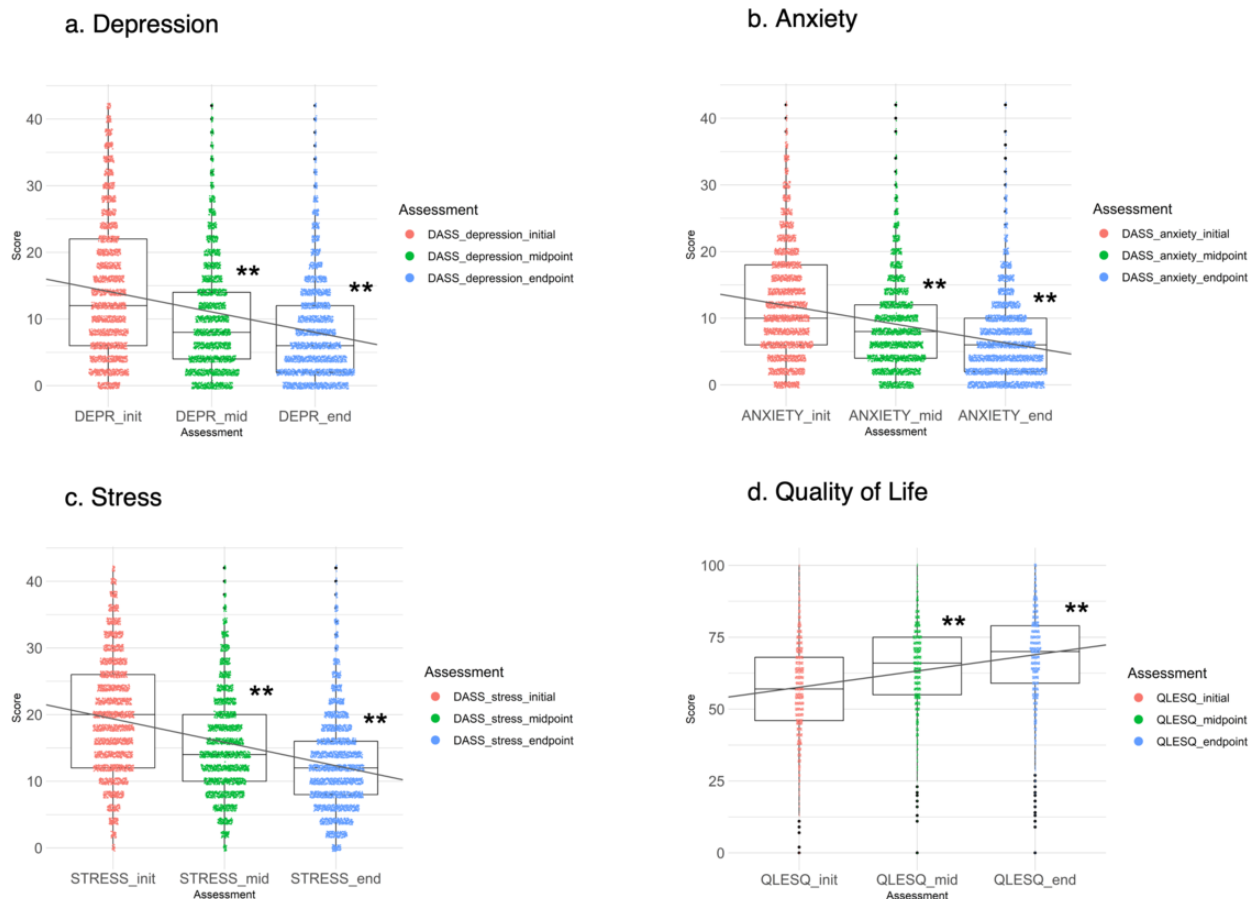 a. Depression
Score
40
30
20
10
0
**
**
DEPR_init DEPR_mid DEPR_end
Assessment
Assessment
DASS_depression_initial
DASS_depression_midpoint
DASS_depression_endpoint
b. Anxiety
Score
40
30
20
10
0
**
**
ANXIETY_init ANXIETY_mid ANXIETY_end
Assessment
Assessment
DASS_anxiety_initial
DASS_anxiety_midpoint
DASS_anxiety_endpoint
c. Stress
Score
40
30
20
10
0
**
**
STRESS_init STRESS_mid STRESS_end
Assessment
Assessment
DASS_stress_initial
DASS_stress_midpoint
DASS_stress_endpoint
d. Quality of Life
Score
100
75
50
25
0
**
**
QLESQ_init QLESQ_mid QLESQ_end
Assessment
Assessment
QLESQ_initial
QLESQ_midpoint
QLESQ_endpoint